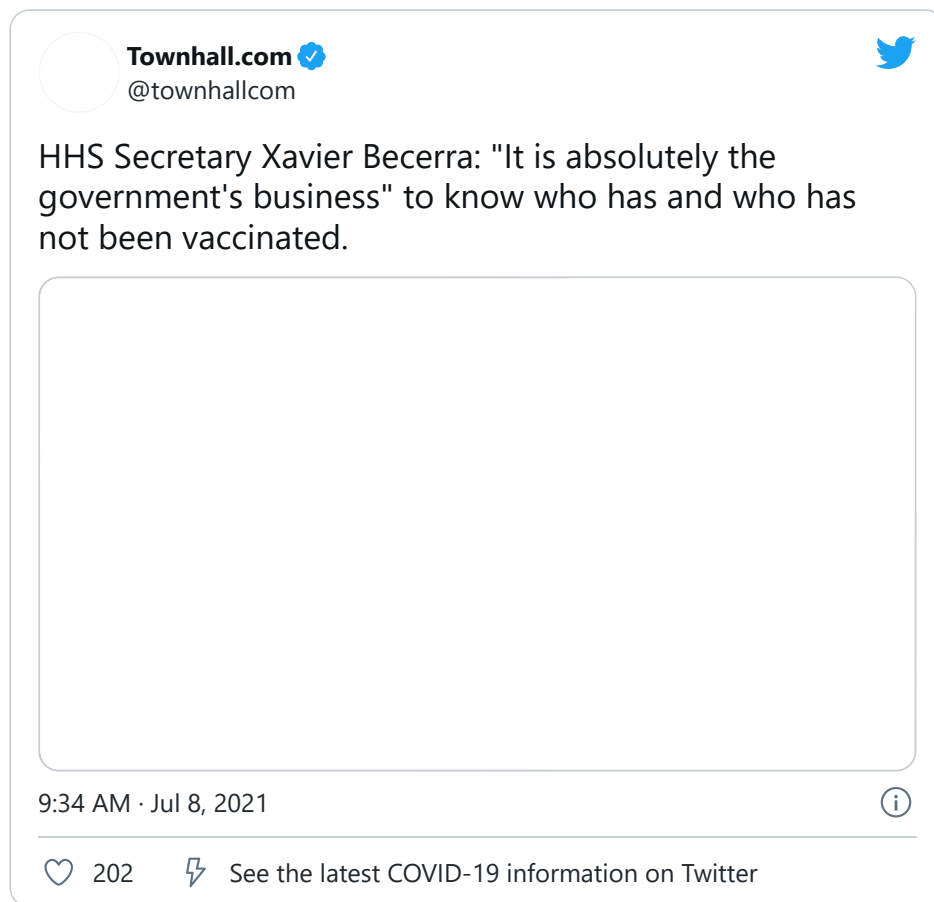 Townhall.com
@townhallcom
HHS Secretary Xavier Becerra: "It is absolutely the
government's business" to know who has and who has
not been vaccinated.
9:34 AM · Jul 8, 2021
202 See the latest COVID-19 information on Twitter